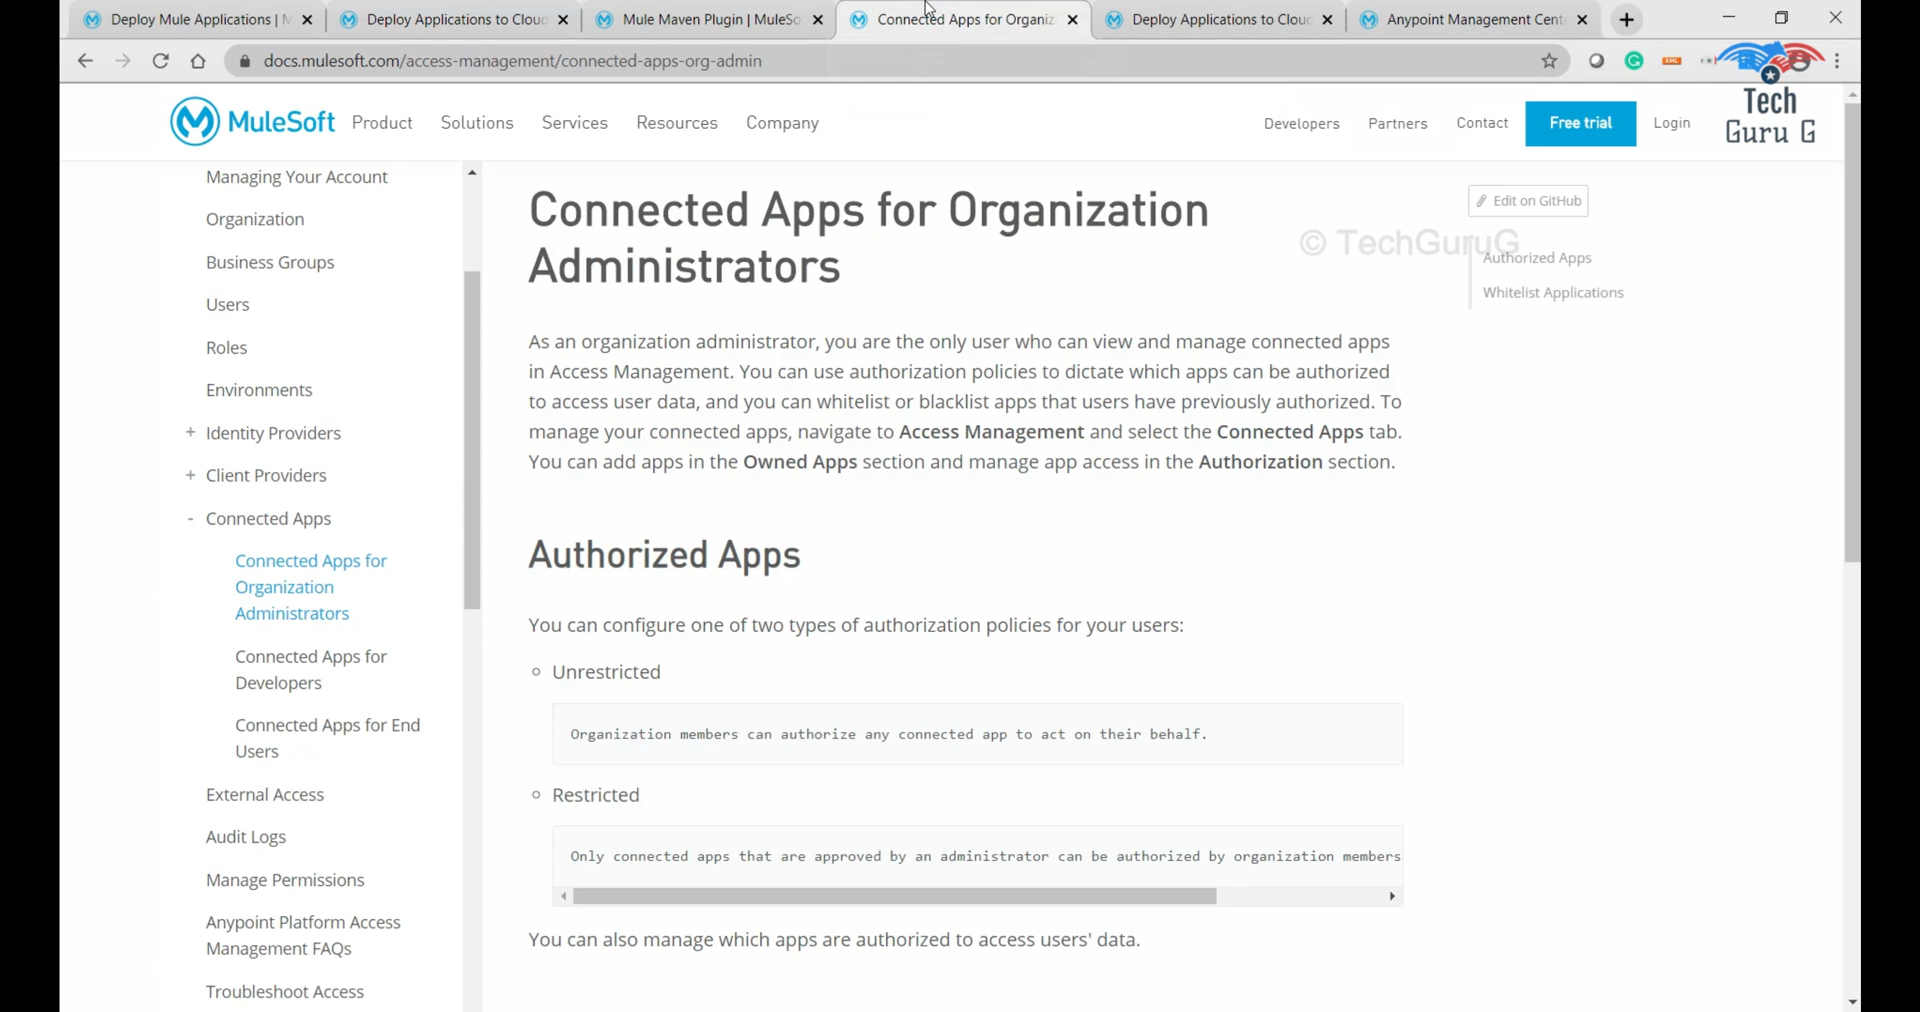 Deploy Mule Applications | M
Deploy Applications to Cloud
Mule Maven Plugin | MuleSo
Connected Apps for Organiz
Deploy Applications to Cloud
Anypoint Management Cent
docs.mulesoft.com/access-management/connected-apps-org-admin
XML
MuleSoft
Product
Solutions
Services
Resources
Company
Developers
Partners
Contact
Free trial
Login
Tech
Guru G
Managing Your Account
Organization
Business Groups
Users
Roles
Environments
+ Identity Providers
+ Client Providers
- Connected Apps
Connected Apps for
Organization
Administrators
Connected Apps for
Developers
Connected Apps for End
Users
External Access
Audit Logs
Manage Permissions
Anypoint Platform Access
Management FAQs
Troubleshoot Access
Connected Apps for Organization
Administrators
As an organization administrator, you are the only user who can view and manage connected apps
in Access Management. You can use authorization policies to dictate which apps can be authorized
to access user data, and you can whitelist or blacklist apps that users have previously authorized. To
manage your connected apps, navigate to Access Management and select the Connected Apps tab.
You can add apps in the Owned Apps section and manage app access in the Authorization section.
Authorized Apps
You can configure one of two types of authorization policies for your users:
Unrestricted
Organization members can authorize any connected app to act on their behalf.
Restricted
Only connected apps that are approved by an administrator can be authorized by organization members
You can also manage which apps are authorized to access users' data.
Edit on GitHub
© TechGuruG
Authorized Apps
Whitelist Applications